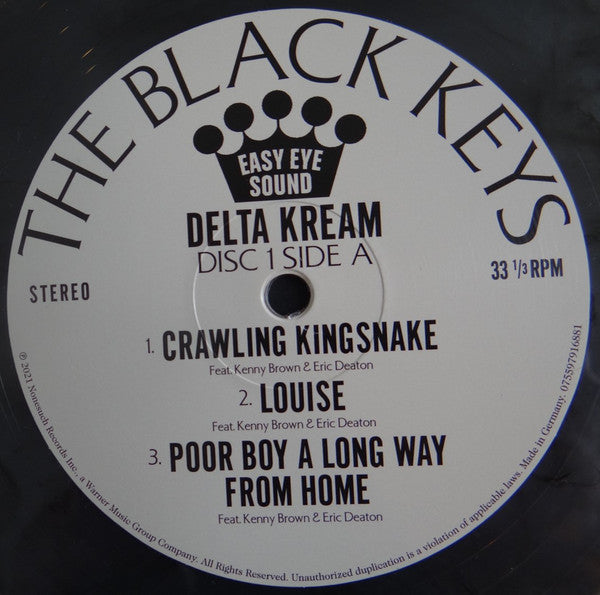 THE BLACK KEYS
EASY EYE
SOUND
DELTA KREAM
DISC 1 SIDE A
STEREO
33 1/3 RPM
1. CRAWLING KINGSNAKE
Feat. Kenny Brown & Eric Deaton
2. LOUISE
Feat. Kenny Brown & Eric Deaton
3. POOR BOY A LONG WAY
FROM HOME
Feat. Kenny Brown & Eric Deaton
℗ 2021 Nonesuch Records Inc., a Warner Music Group Company. All Rights Reserved. Unauthorized duplication is a violation of applicable laws. Made in Germany. 075597916881